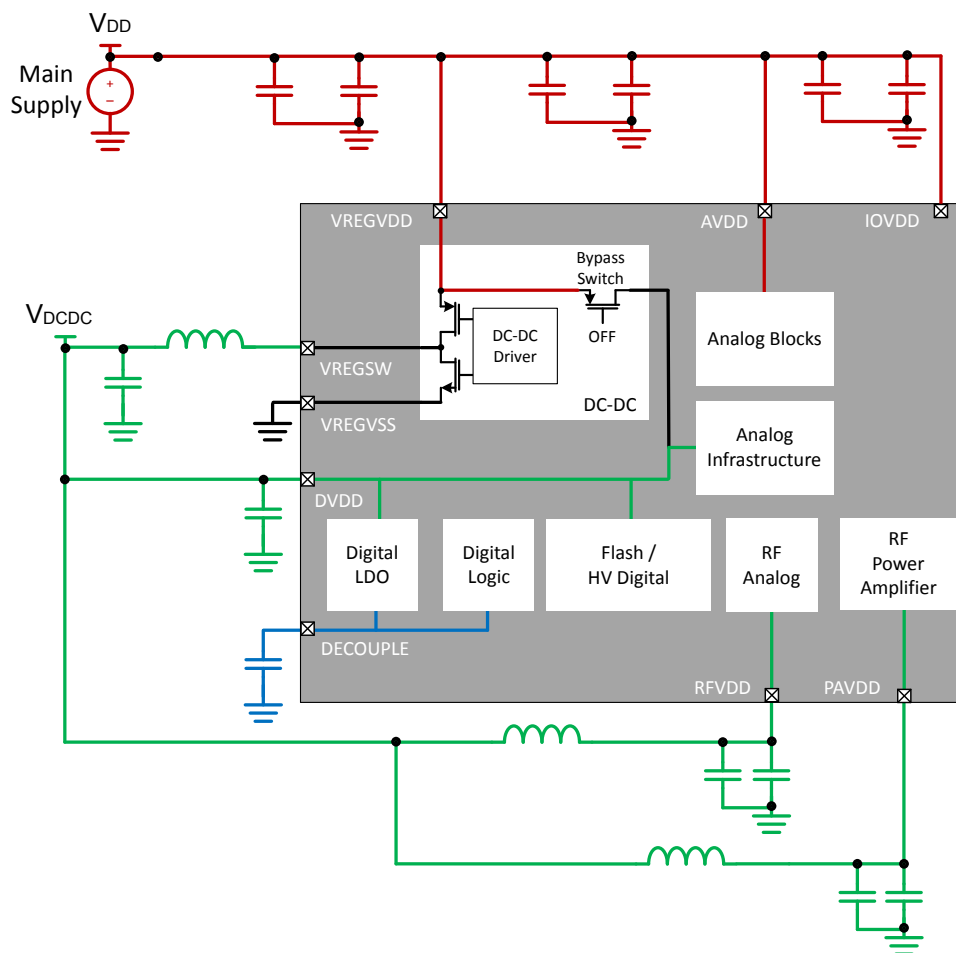 VDD
Main
Supply
+
−
VREGVDD
AVDD
IOVDD
Bypass
Switch
OFF
DC-DC
Driver
DC-DC
Analog Blocks
VDCDC
VREGSW
VREGVSS
Analog
Infrastructure
DVDD
Digital
LDO
Digital
Logic
Flash /
HV Digital
RF
Analog
RF
Power
Amplifier
DECOUPLE
RFVDD
PAVDD